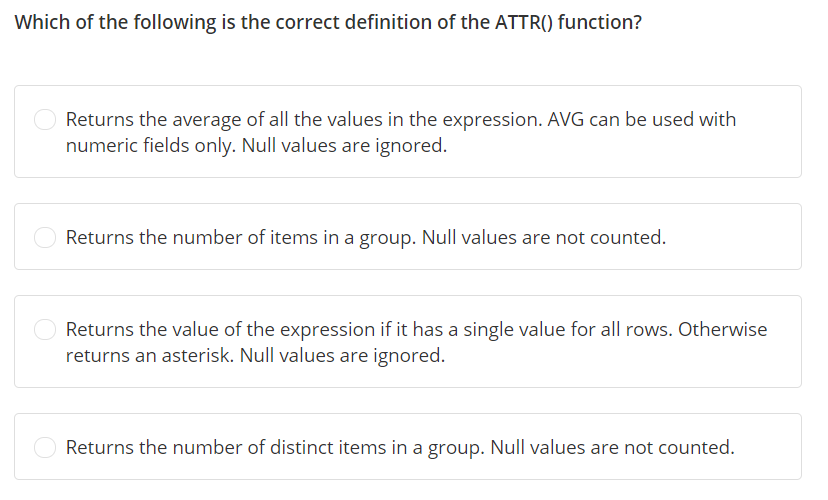 Which of the following is the correct definition of the ATTR() function?
Returns the average of all the values in the expression. AVG can be used with
numeric fields only. Null values are ignored.
Returns the number of items in a group. Null values are not counted.
Returns the value of the expression if it has a single value for all rows. Otherwise
returns an asterisk. Null values are ignored.
Returns the number of distinct items in a group. Null values are not counted.